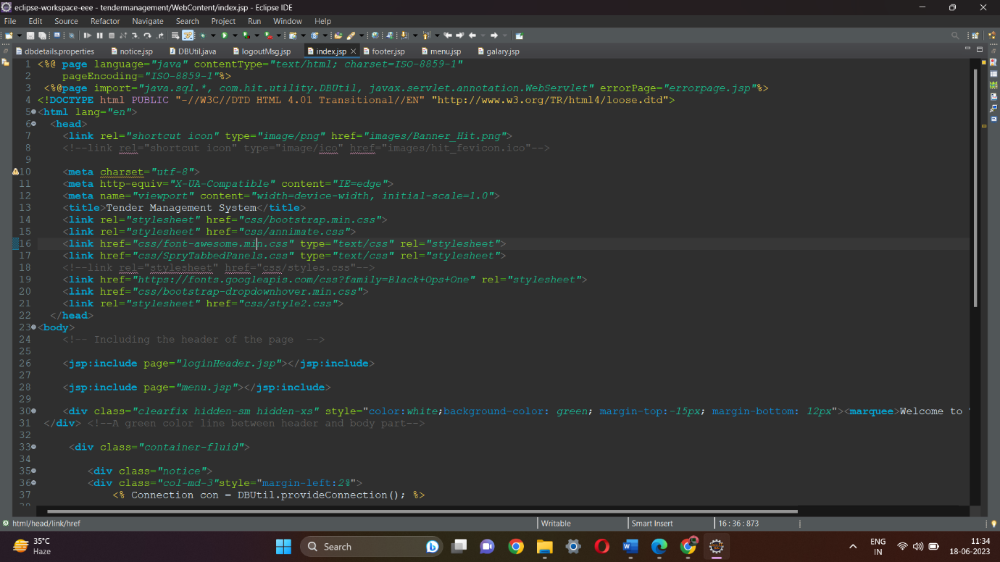 eclipse-workspace-eee - tendermanagement/WebContent/index.jsp - Eclipse IDE
File Edit Source Refactor Navigate Search Project Run Window Help
dbdetails.properties notice.jsp DBUtil.java logoutMsg.jsp index.jsp footer.jsp menu.jsp galary.jsp
1 <%@ page language="java" contentType="text/html; charset=ISO-8859-1"
2 pageEncoding="ISO-8859-1"%>
3 <%@page import="java.sql.*, com.hit.utility.DBUtil, javax.servlet.annotation.WebServlet" errorPage="errorpage.jsp"%>
4 <!DOCTYPE html PUBLIC "-//W3C//DTD HTML 4.01 Transitional//EN" "http://www.w3.org/TR/html4/loose.dtd">
5 <html lang="en">
6 <head>
7 <link rel="shortcut icon" type="image/png" href="images/Banner_Hit.png">
8 <!--link rel="shortcut icon" type="image/ico" href="images/hit_fevicon.ico"-->
9
10 <meta charset="utf-8">
11 <meta http-equiv="X-UA-Compatible" content="IE=edge">
12 <meta name="viewport" content="width=device-width, initial-scale=1.0">
13 <title>Tender Management System</title>
14 <link rel="stylesheet" href="css/bootstrap.min.css">
15 <link rel="stylesheet" href="css/annimate.css">
16 <link href="css/font-awesome.min.css" type="text/css" rel="stylesheet">
17 <link href="css/SpryTabbedPanels.css" type="text/css" rel="stylesheet">
18 <!--link rel="stylesheet" href="css/styles.css"-->
19 <link href="https://fonts.googleapis.com/css?family=Black+Ops+One" rel="stylesheet">
20 <link href="css/bootstrap-dropdownhover.min.css">
21 <link rel="stylesheet" href="css/style2.css">
22 </head>
23 <body>
24 <!-- Including the header of the page -->
25
26 <jsp:include page="loginHeader.jsp"></jsp:include>
27
28 <jsp:include page="menu.jsp"></jsp:include>
29
30 <div class="clearfix hidden-sm hidden-xs" style="color:white;background-color: green; margin-top:-15px; margin-bottom: 12px"><marquee>Welcome to
31 </div> <!--A green color line between header and body part-->
32
33 <div class="container-fluid">
34
35 <div class="notice">
36 <div class="col-md-3"style="margin-left:2%">
37 <% Connection con = DBUtil.provideConnection(); %>
html/head/link/href Writable Smart Insert 16 : 36 : 873
35°C
Haze
Search
ENG
IN
11:34
18-06-2023